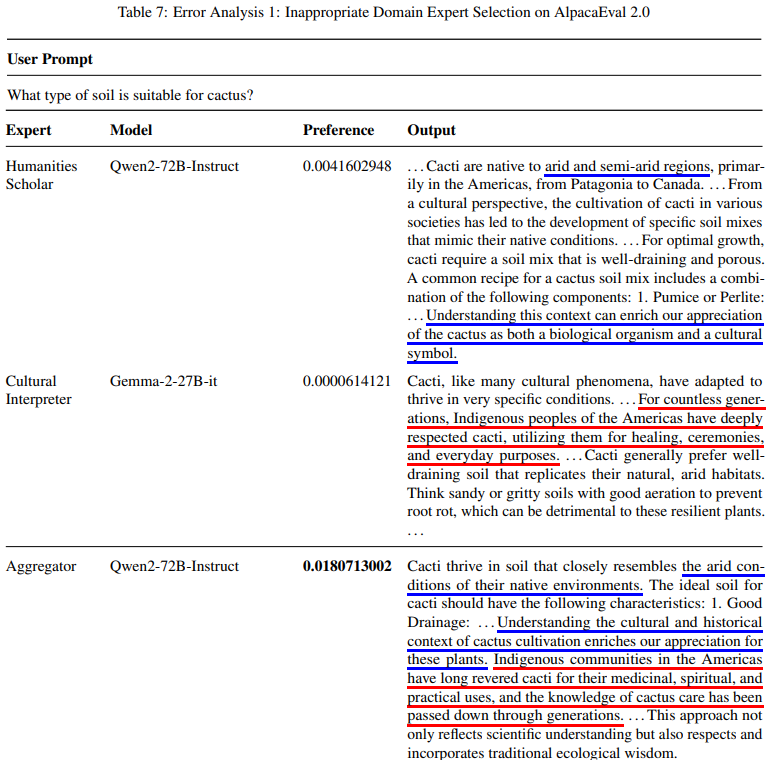 Table 7: Error Analysis 1: Inappropriate Domain Expert Selection on AlpacaEval 2.0
User Prompt
What type of soil is suitable for cactus?
Expert Model Preference Output
Humanities Scholar Qwen2-72B-Instruct 0.0041602948 ... Cacti are native to arid and semi-arid regions, primar-
ily in the Americas, from Patagonia to Canada. ... From
a cultural perspective, the cultivation of cacti in various
societies has led to the development of specific soil mixes
that mimic their native conditions. ... For optimal growth,
cacti require a soil mix that is well-draining and porous.
A common recipe for a cactus soil mix includes a combi-
nation of the following components: 1. Pumice or Perlite:
... Understanding this context can enrich our appreciation
of the cactus as both a biological organism and a cultural
symbol.
Cultural Interpreter Gemma-2-27B-it 0.0000614121 Cacti, like many cultural phenomena, have adapted to
thrive in very specific conditions. ... For countless gener-
ations, Indigenous peoples of the Americas have deeply
respected cacti, utilizing them for healing, ceremonies,
and everyday purposes. ... Cacti generally prefer well-
draining soil that replicates their natural, arid habitats.
Think sandy or gritty soils with good aeration to prevent
root rot, which can be detrimental to these resilient plants.
...
Aggregator Qwen2-72B-Instruct 0.0180713002 Cacti thrive in soil that closely resembles the arid con-
ditions of their native environments. The ideal soil for
cacti should have the following characteristics: 1. Good
Drainage: ... Understanding the cultural and historical
context of cactus cultivation enriches our appreciation for
these plants. Indigenous communities in the Americas
have long revered cacti for their medicinal, spiritual, and
practical uses, and the knowledge of cactus care has been
passed down through generations. ... This approach not
only reflects scientific understanding but also respects and
incorporates traditional ecological wisdom.